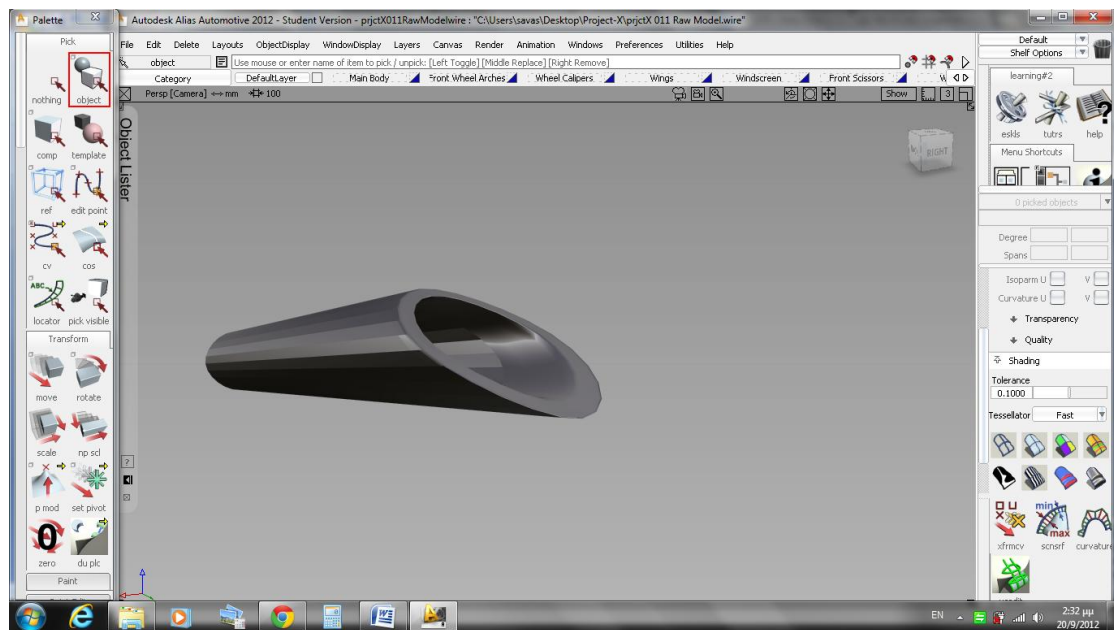 Palette
Autodesk Alias Automotive 2012 - Student Version - prjctX011RawModelwire : "C:\Users\savas\Desktop\Project-X\prjctX 011 Raw Model.wire"
Pick
File Edit Delete Layouts ObjectDisplay WindowDisplay Layers Canvas Render Animation Windows Preferences Utilities Help
object Use mouse or enter name of item to pick / unpick: [Left Toggle] [Middle Replace] [Right Remove]
Category DefaultLayer Main Body Front Wheel Arches Wheel Calipers Wings Windscreen Front Scissors
Persp [Camera] mm 100 Show 3
Object Lister
RIGHT
nothing object
comp template
ref edit point
cv cos
ABC
locator pick visible
Transform
move rotate
scale np scl
p mod set pivot
0
zero du plc
Paint
Default
Shelf Options
learning#2
eskls tutrs help
Menu Shortcuts
0 picked objects
Degree
Spans
Isoparm U V
Curvature U V
Transparency
Quality
Shading
Tolerance
0.1000
Tessellator Fast
min
max
xfrmcv scnsrf curvature
EN
2:32 μμ
20/9/2012